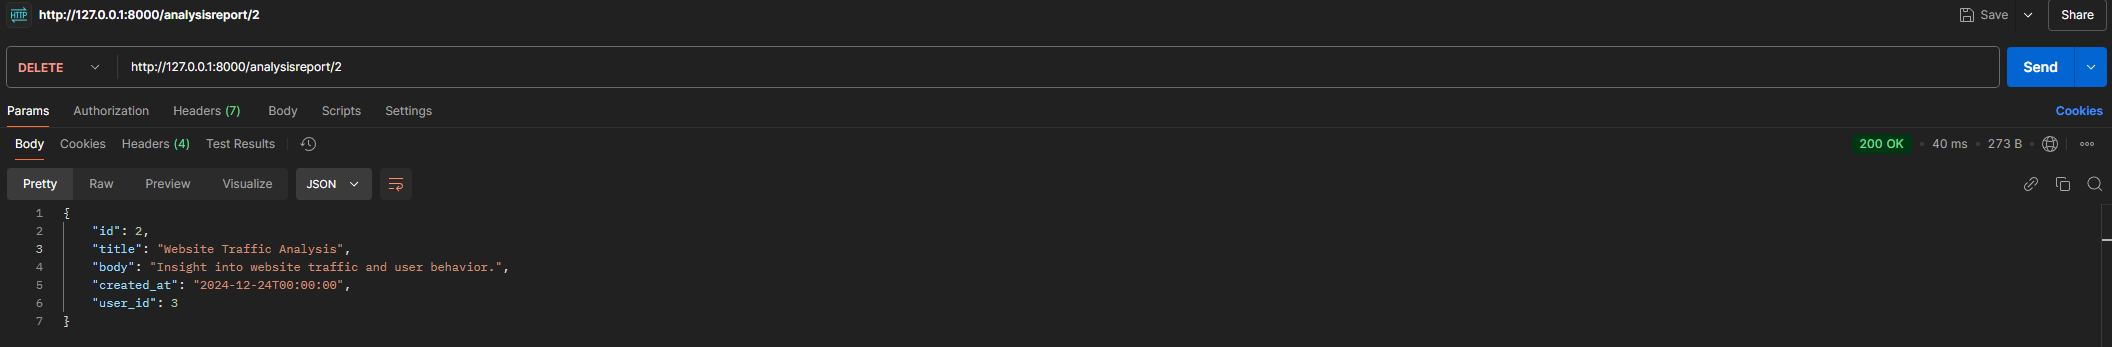 HTTP http://127.0.0.1:8000/analysisreport/2 Save Share
DELETE http://127.0.0.1:8000/analysisreport/2 Send
Params Authorization Headers (7) Body Scripts Settings Cookies
Body Cookies Headers (4) Test Results 200 OK • 40 ms • 273 B •
Pretty Raw Preview Visualize JSON
1 {
2 "id": 2,
3 "title": "Website Traffic Analysis",
4 "body": "Insight into website traffic and user behavior.",
5 "created_at": "2024-12-24T00:00:00",
6 "user_id": 3
7 }